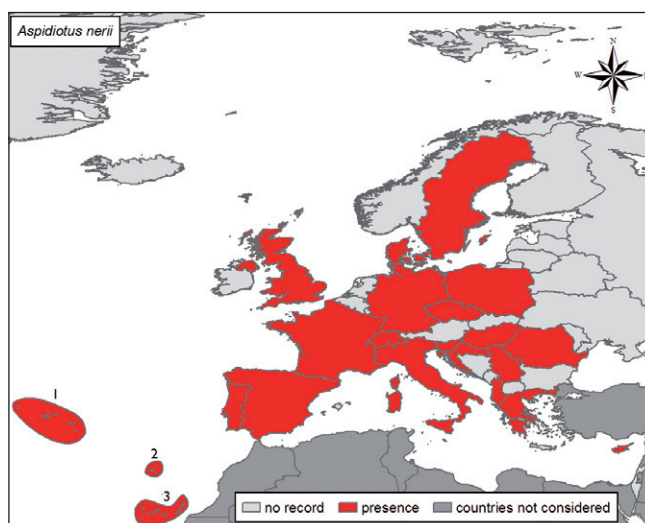 Aspidiotus nerii
N
W
S
1
2
3
no record
presence
countries not considered